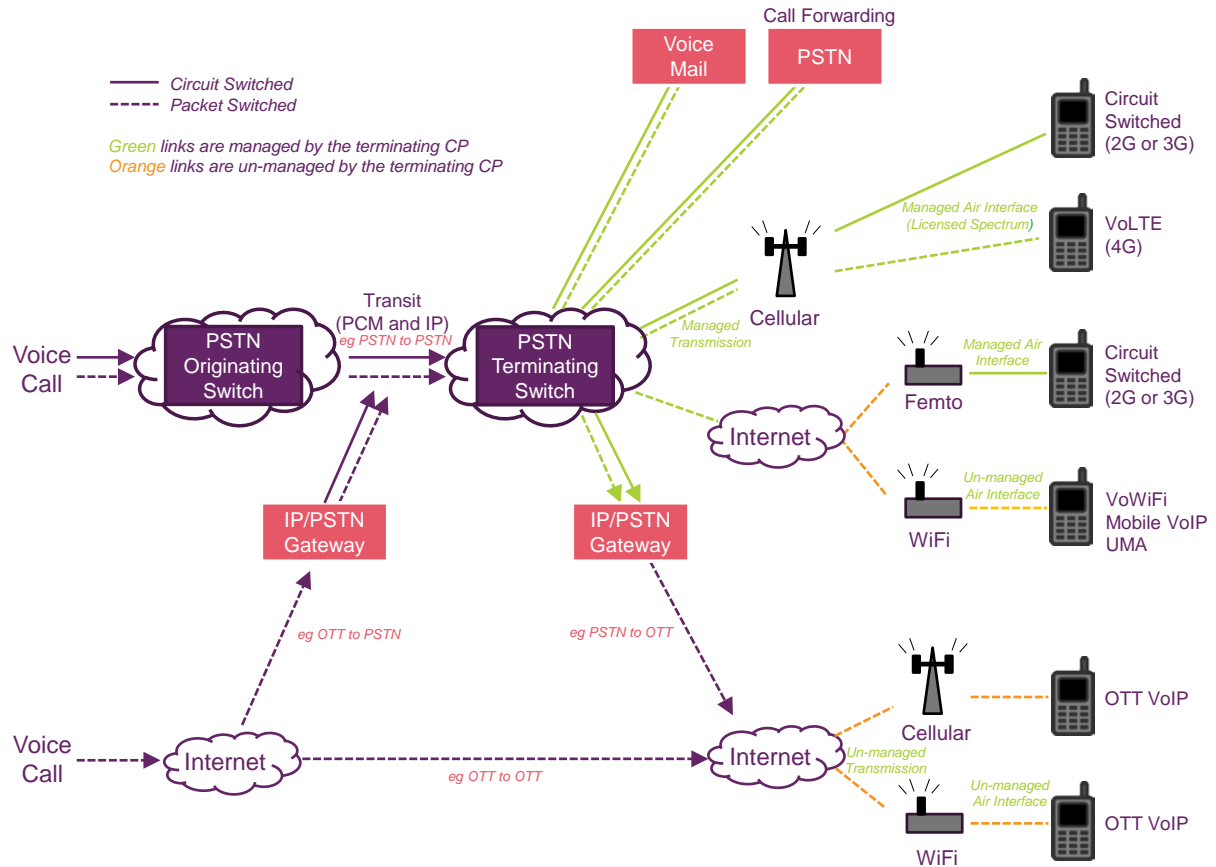 Call Forwarding
Voice
Mail
PSTN
Circuit Switched
Packet Switched
Green links are managed by the terminating CP
Orange links are un-managed by the terminating CP
Circuit
Switched
(2G or 3G)
Managed Air Interface
(Licensed Spectrum)
VoLTE
(4G)
Cellular
Managed
Transmission
Voice
Call
PSTN
Originating
Switch
Transit
(PCM and IP)
eg PSTN to PSTN
PSTN
Terminating
Switch
Managed Air
Interface
Femto
Circuit
Switched
(2G or 3G)
Internet
Un-managed
Air Interface
WiFi
VoWiFi
Mobile VoIP
UMA
IP/PSTN
Gateway
IP/PSTN
Gateway
eg OTT to PSTN
eg PSTN to OTT
Cellular
OTT VoIP
Voice
Call
Internet
eg OTT to OTT
Internet
Un-managed
Transmission
Un-managed
Air Interface
WiFi
OTT VoIP